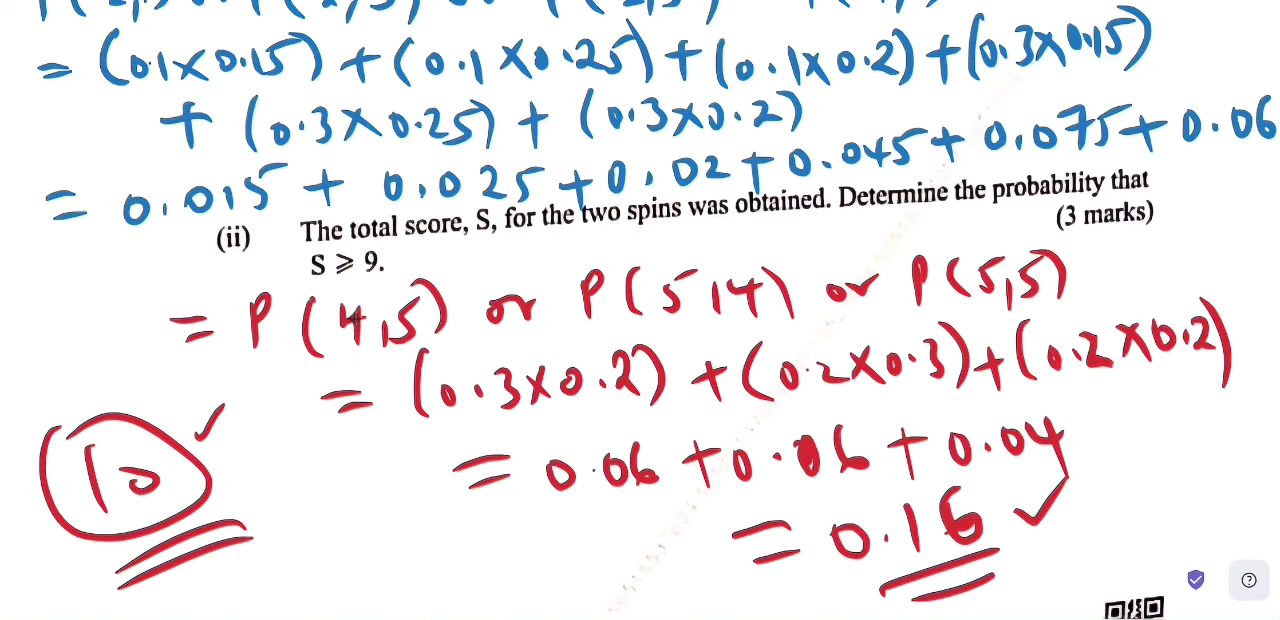 = (0.1×0.15) + (0.1×0.25) + (0.1×0.2) + (0.3×0.15)
+ (0.3×0.25) + (0.3×0.2)
= 0.015 + 0.025 + 0.02 + 0.045 + 0.075 + 0.06
(ii) The total score, S, for the two spins was obtained. Determine the probability that
S ⩾ 9. (3 marks)
= P(4,5) or P(5,4) or P(5,5)
= (0.3×0.2) + (0.2×0.3) + (0.2×0.2)
= 0.06 + 0.06 + 0.04
= 0.16
10